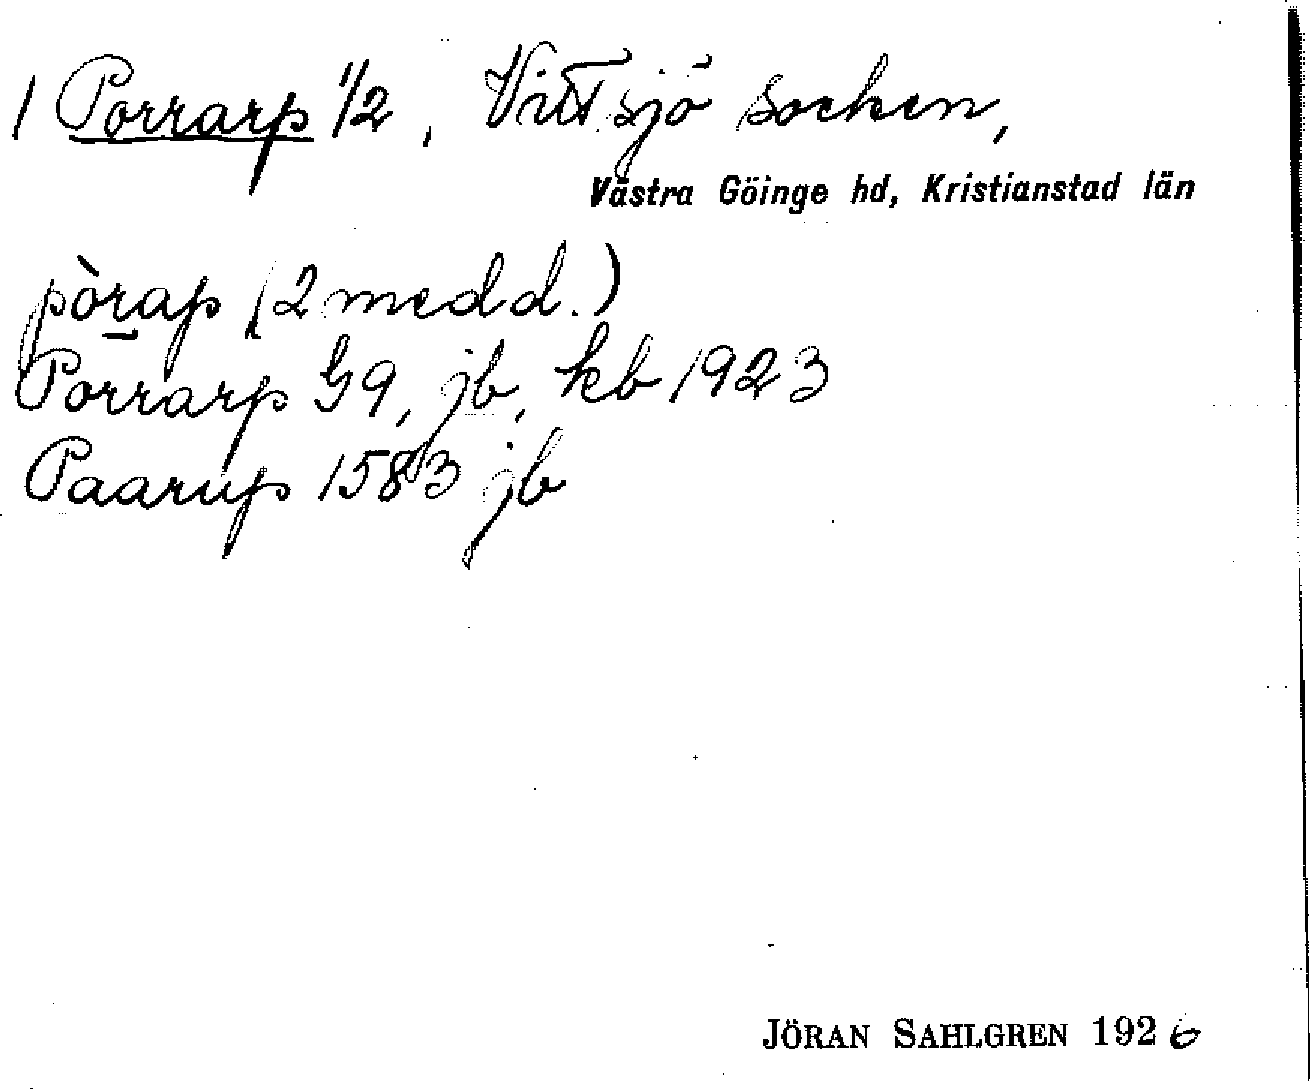 1 Porrarp 1/2, Vittsjö socken,
Västra Göinge hd, Kristianstad län
pòrap (2 medd.)
Porrarp G9, jb, kb 1923
Paarup 1583 jb
JÖRAN SAHLGREN 1926